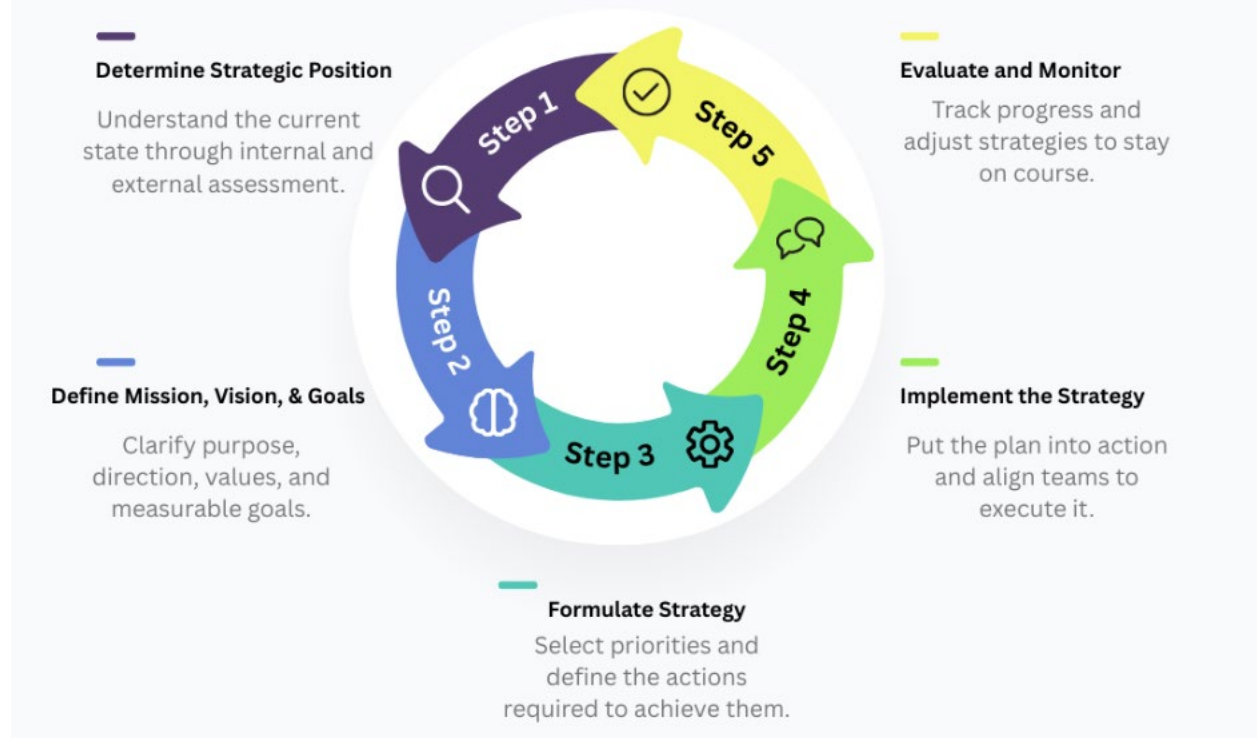 Step 1
Determine Strategic Position
Understand the current
state through internal and
external assessment.
Step 2
Define Mission, Vision, & Goals
Clarify purpose,
direction, values, and
measurable goals.
Step 3
Formulate Strategy
Select priorities and
define the actions
required to achieve them.
Step 4
Implement the Strategy
Put the plan into action
and align teams to
execute it.
Step 5
Evaluate and Monitor
Track progress and
adjust strategies to stay
on course.